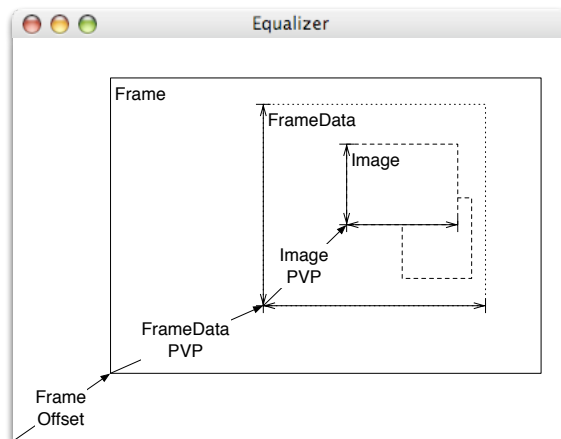 Equalizer
Frame
FrameData
Image
Image
PVP
FrameData
PVP
Frame
Offset